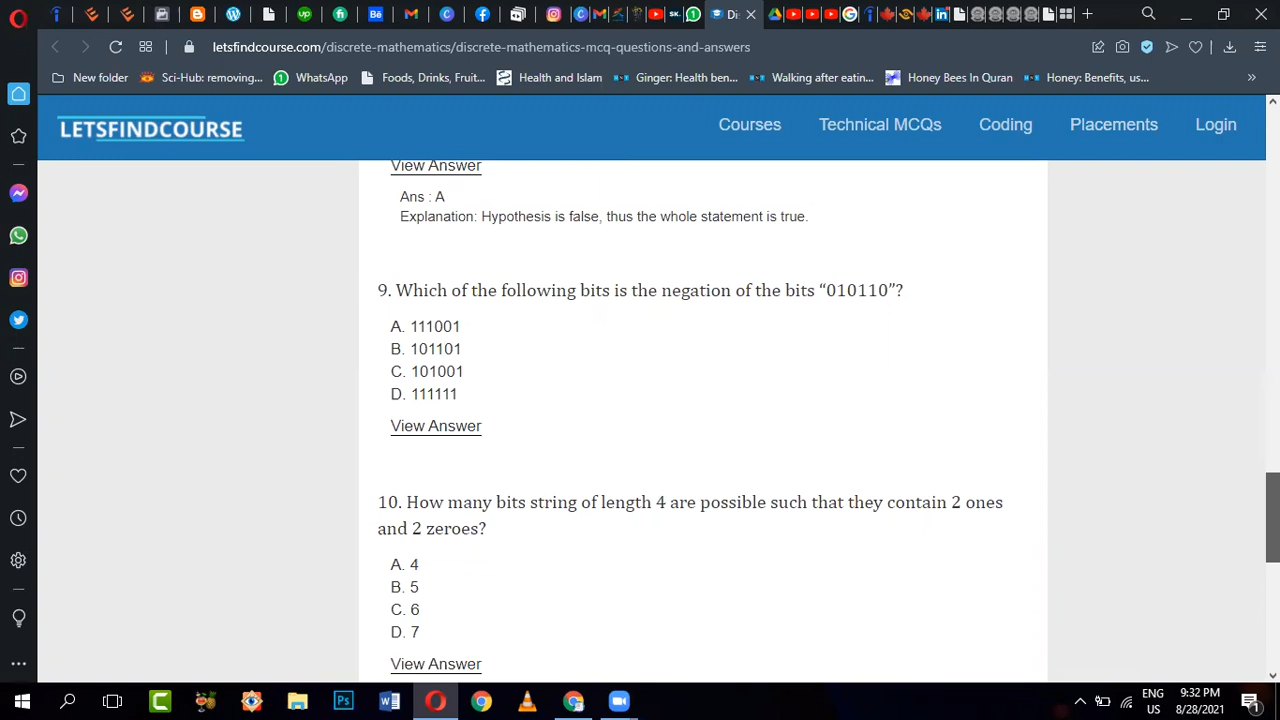 Di
letsfindcourse.com/discrete-mathematics/discrete-mathematics-mcq-questions-and-answers
New folder
Sci-Hub: removing...
WhatsApp
Foods, Drinks, Fruit...
Health and Islam
Ginger: Health ben...
Walking after eatin...
Honey Bees In Quran
Honey: Benefits, us...
LETSFINDCOURSE
Courses
Technical MCQs
Coding
Placements
Login
View Answer
Ans : A
Explanation: Hypothesis is false, thus the whole statement is true.
9. Which of the following bits is the negation of the bits “010110”?
A. 111001
B. 101101
C. 101001
D. 111111
View Answer
10. How many bits string of length 4 are possible such that they contain 2 ones
and 2 zeroes?
A. 4
B. 5
C. 6
D. 7
View Answer
ENG
US
9:32 PM
8/28/2021